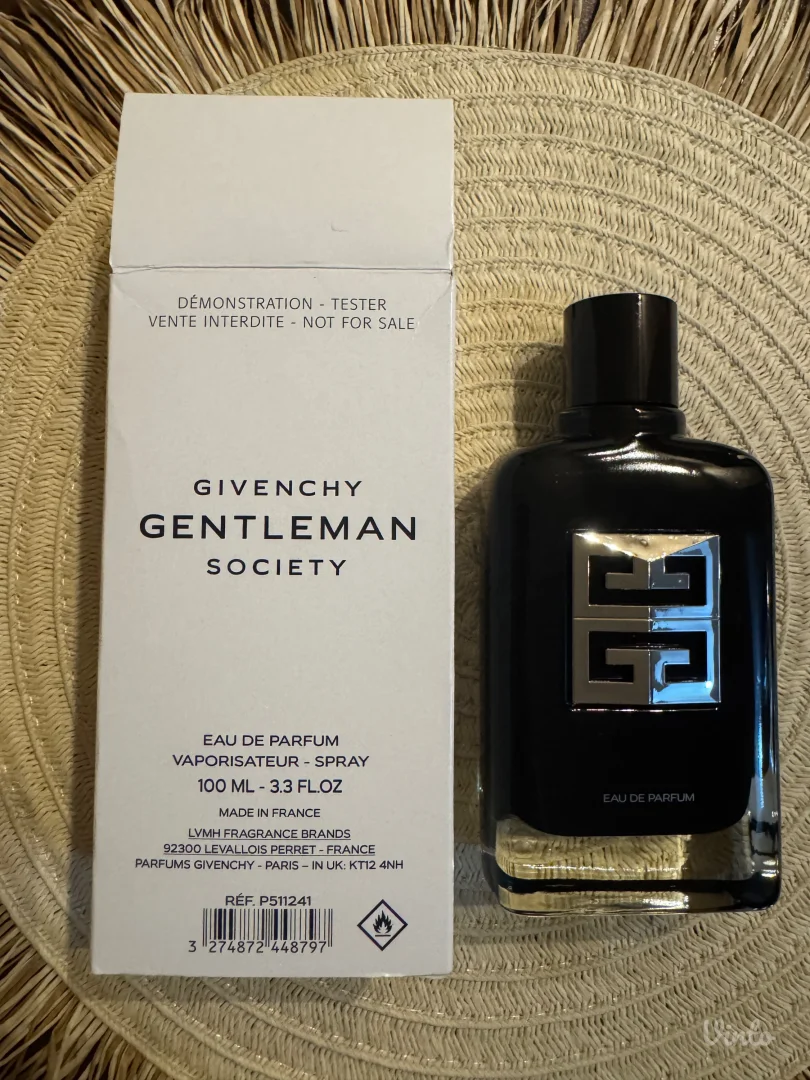 DÉMONSTRATION - TESTER
VENTE INTERDITE - NOT FOR SALE
GIVENCHY
GENTLEMAN
SOCIETY
EAU DE PARFUM
VAPORISATEUR - SPRAY
100 ML - 3.3 FL.OZ
MADE IN FRANCE
LVMH FRAGRANCE BRANDS
92300 LEVALLOIS PERRET - FRANCE
PARFUMS GIVENCHY - PARIS – IN UK: KT12 4NH
RÉF. P511241
3 274872 448797
EAU DE PARFUM
Vinto